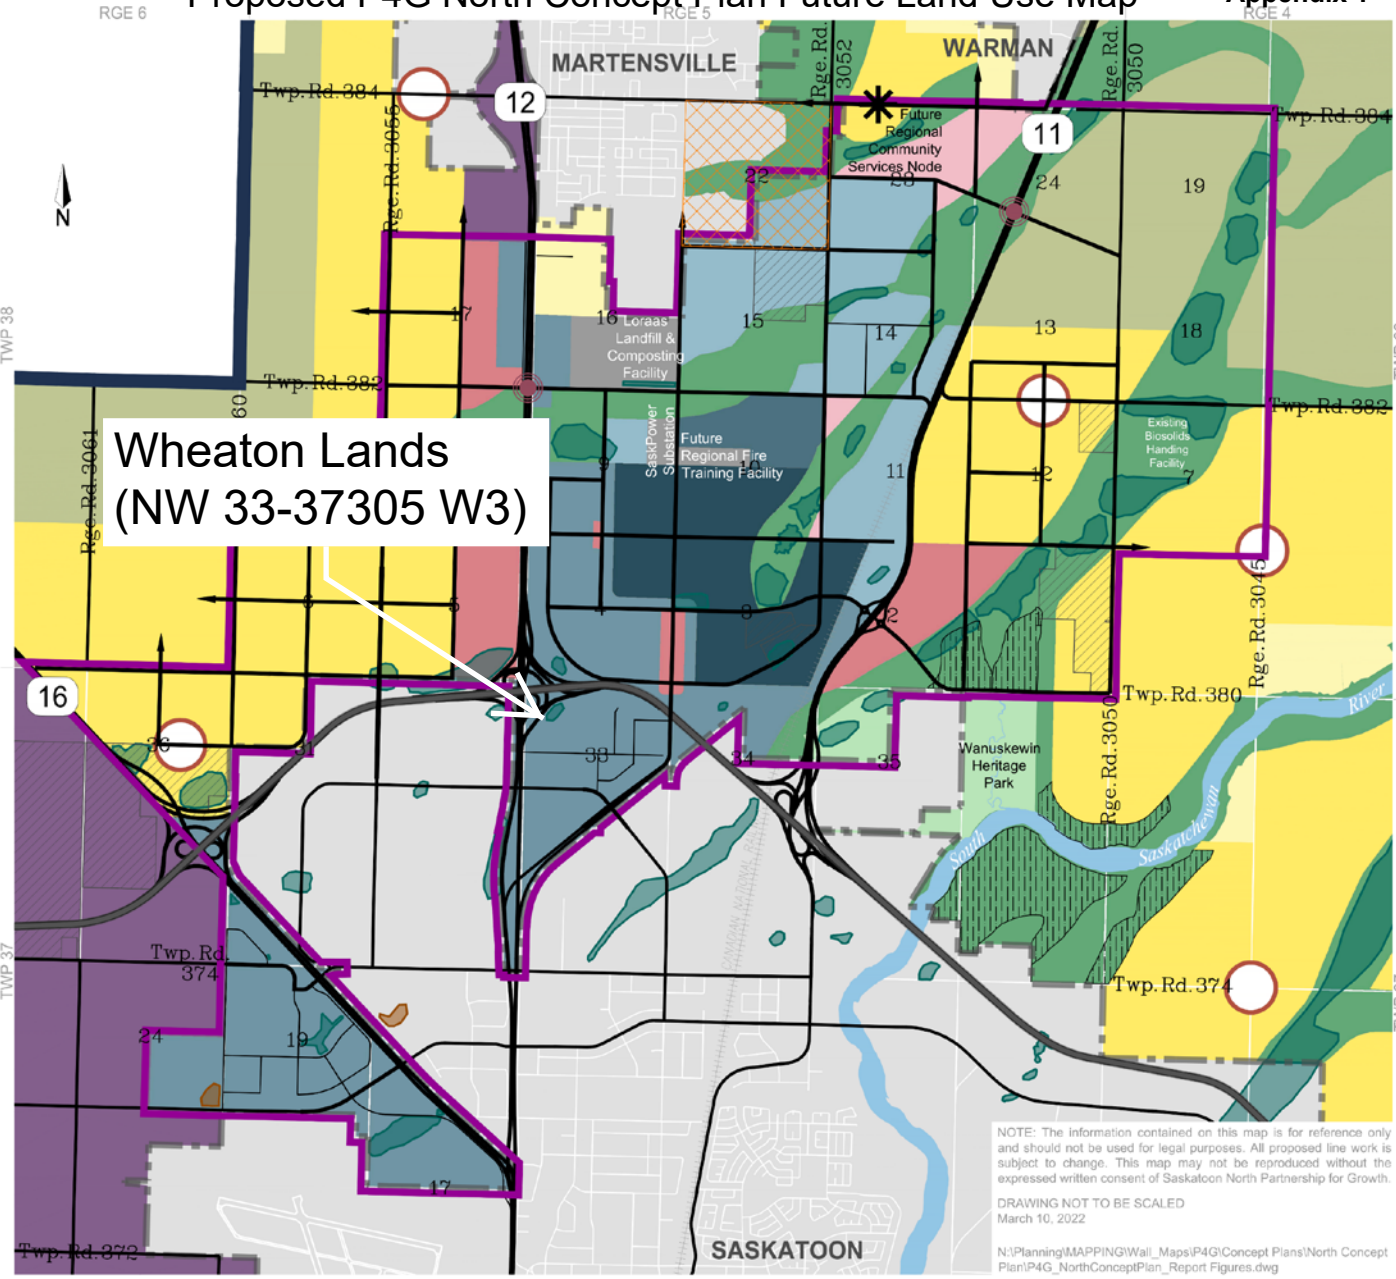 Proposed P4G North Concept Plan Future Land Use Map
Appendix 1
RGE 6
RGE 5
RGE 4
MARTENSVILLE
WARMAN
Rge. Rd. 3052
Rge. Rd. 3050
Twp. Rd. 384
12
11
Twp. Rd. 384
Future
Regional
Community
Services Node
Rge. Rd. 3055
N
22
23
24
19
TWP 38
17
16
15
14
13
18
Loraas
Landfill &
Composting
Facility
Twp. Rd. 382
Twp. Rd. 382
60
Rge. Rd. 3061
Wheaton Lands
(NW 33-37305 W3)
SaskPower
Substation
Future
Regional Fire
Training Facility
Existing
Biosolids
Handing
Facility
9
10
11
12
7
6
5
4
3
2
1
Rge. Rd. 3045
16
Twp. Rd. 380
River
36
31
33
34
35
Wanuskewin
Heritage
Park
Rge. Rd. 3050
South
Saskatchewan
CANADIAN NATIONAL RAILWAY
TWP 37
Twp. Rd.
374
Twp. Rd. 374
24
19
17
Twp. Rd. 372
SASKATOON
NOTE: The information contained on this map is for reference only
and should not be used for legal purposes. All proposed line work is
subject to change. This map may not be reproduced without the
expressed written consent of Saskatoon North Partnership for Growth.
DRAWING NOT TO BE SCALED
March 10, 2022
N:\Planning\MAPPING\Wall_Maps\P4G\Concept Plans\North Concept
Plan\P4G_NorthConceptPlan_Report Figures.dwg